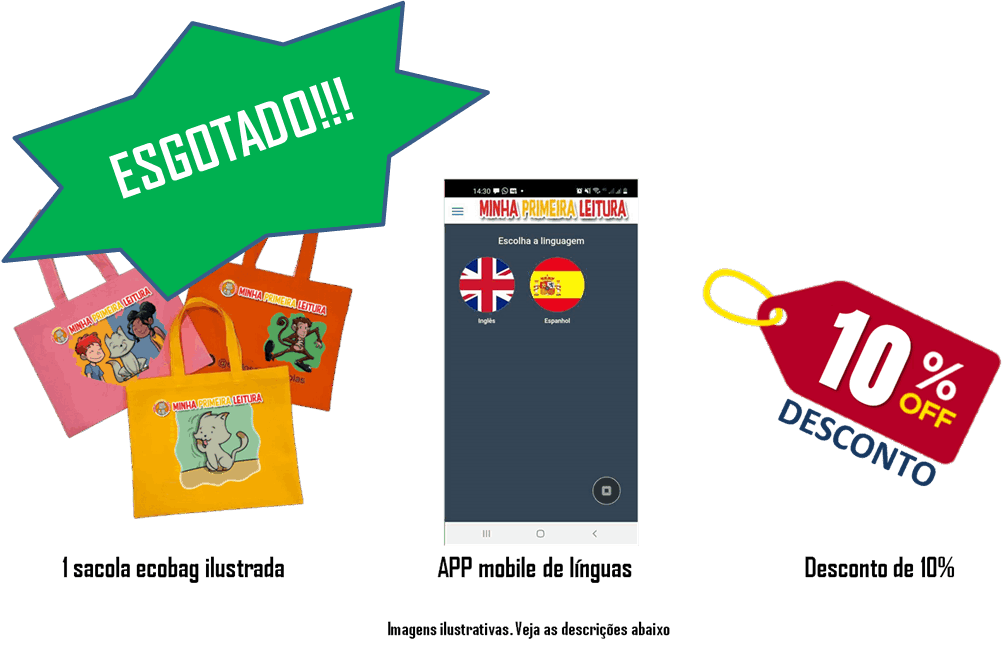 ESGOTADO!!!
14:30
MINHA PRIMEIRA LEITURA
Escolha a linguagem
Inglês
Espanhol
MINHA PRIMEIRA LEITURA
MINHA PRIMEIRA LEITURA
MINHA PRIMEIRA LEITURA
10% OFF
DESCONTO
1 sacola ecobag ilustrada
APP mobile de línguas
Desconto de 10%
Imagens ilustrativas. Veja as descrições abaixo